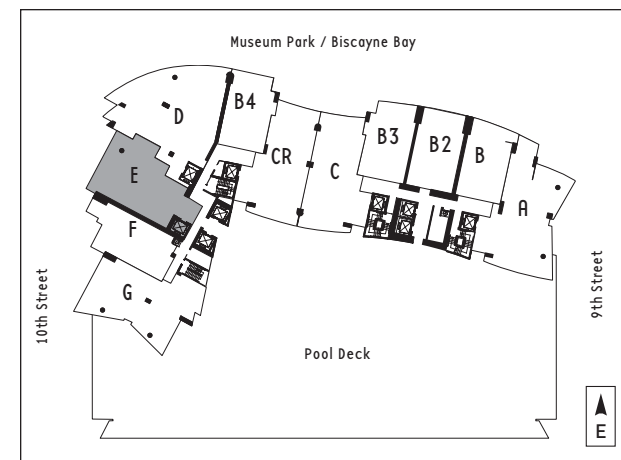 Museum Park / Biscayne Bay
D
B4
E
CR
C
B3
B2
B
A
F
G
10th Street
9th Street
Pool Deck
E